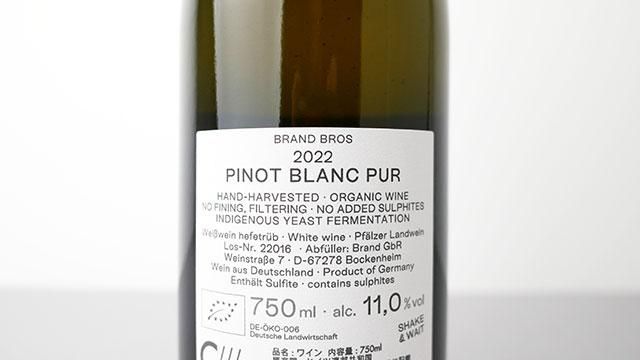 BRAND BROS
2022
PINOT BLANC PUR
HAND-HARVESTED · ORGANIC WINE
NO FINING, FILTERING · NO ADDED SULPHITES
INDIGENOUS YEAST FERMENTATION
Weißwein hefetrüb · White wine · Pfälzer Landwein
Los-Nr. 22016 · Abfüller: Brand GbR
Weinstraße 7 · D-67278 Bockenheim
Wein aus Deutschland · Product of Germany
Enthält Sulfite · contains sulphites
750ml · alc. 11,0% vol
DE-ÖKO-006
Deutsche Landwirtschaft
SHAKE
& WAIT
品名：ワイン 内容量：750ml